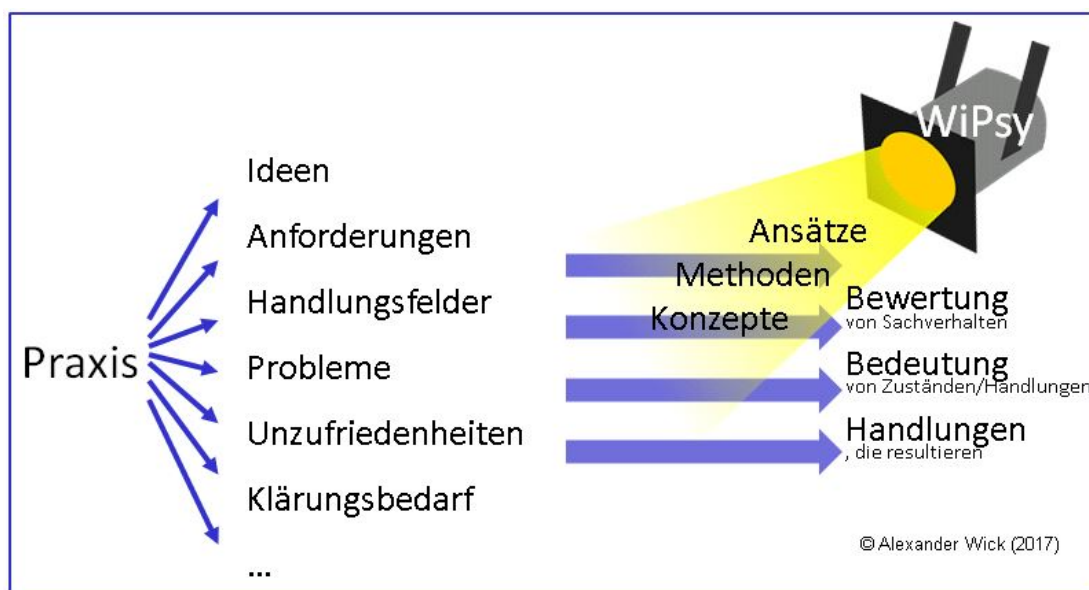 WiPsy
Ideen
Anforderungen
Handlungsfelder
Praxis
Probleme
Unzufriedenheiten
Klärungsbedarf
...
Ansätze
Methoden
Konzepte
Bewertung
von Sachverhalten
Bedeutung
von Zuständen/Handlungen
Handlungen
, die resultieren
© Alexander Wick (2017)